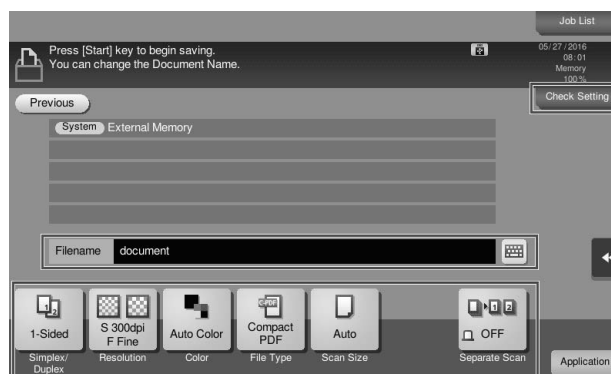 Job List
Press [Start] key to begin saving.
You can change the Document Name.
05/27/2016
08:01
Memory
100%
Previous
Check Setting
System External Memory
Filename document
1-Sided
S 300dpi
F Fine
Auto Color
Compact
PDF
Auto
OFF
Simplex/
Duplex
Resolution
Color
File Type
Scan Size
Separate Scan
Application